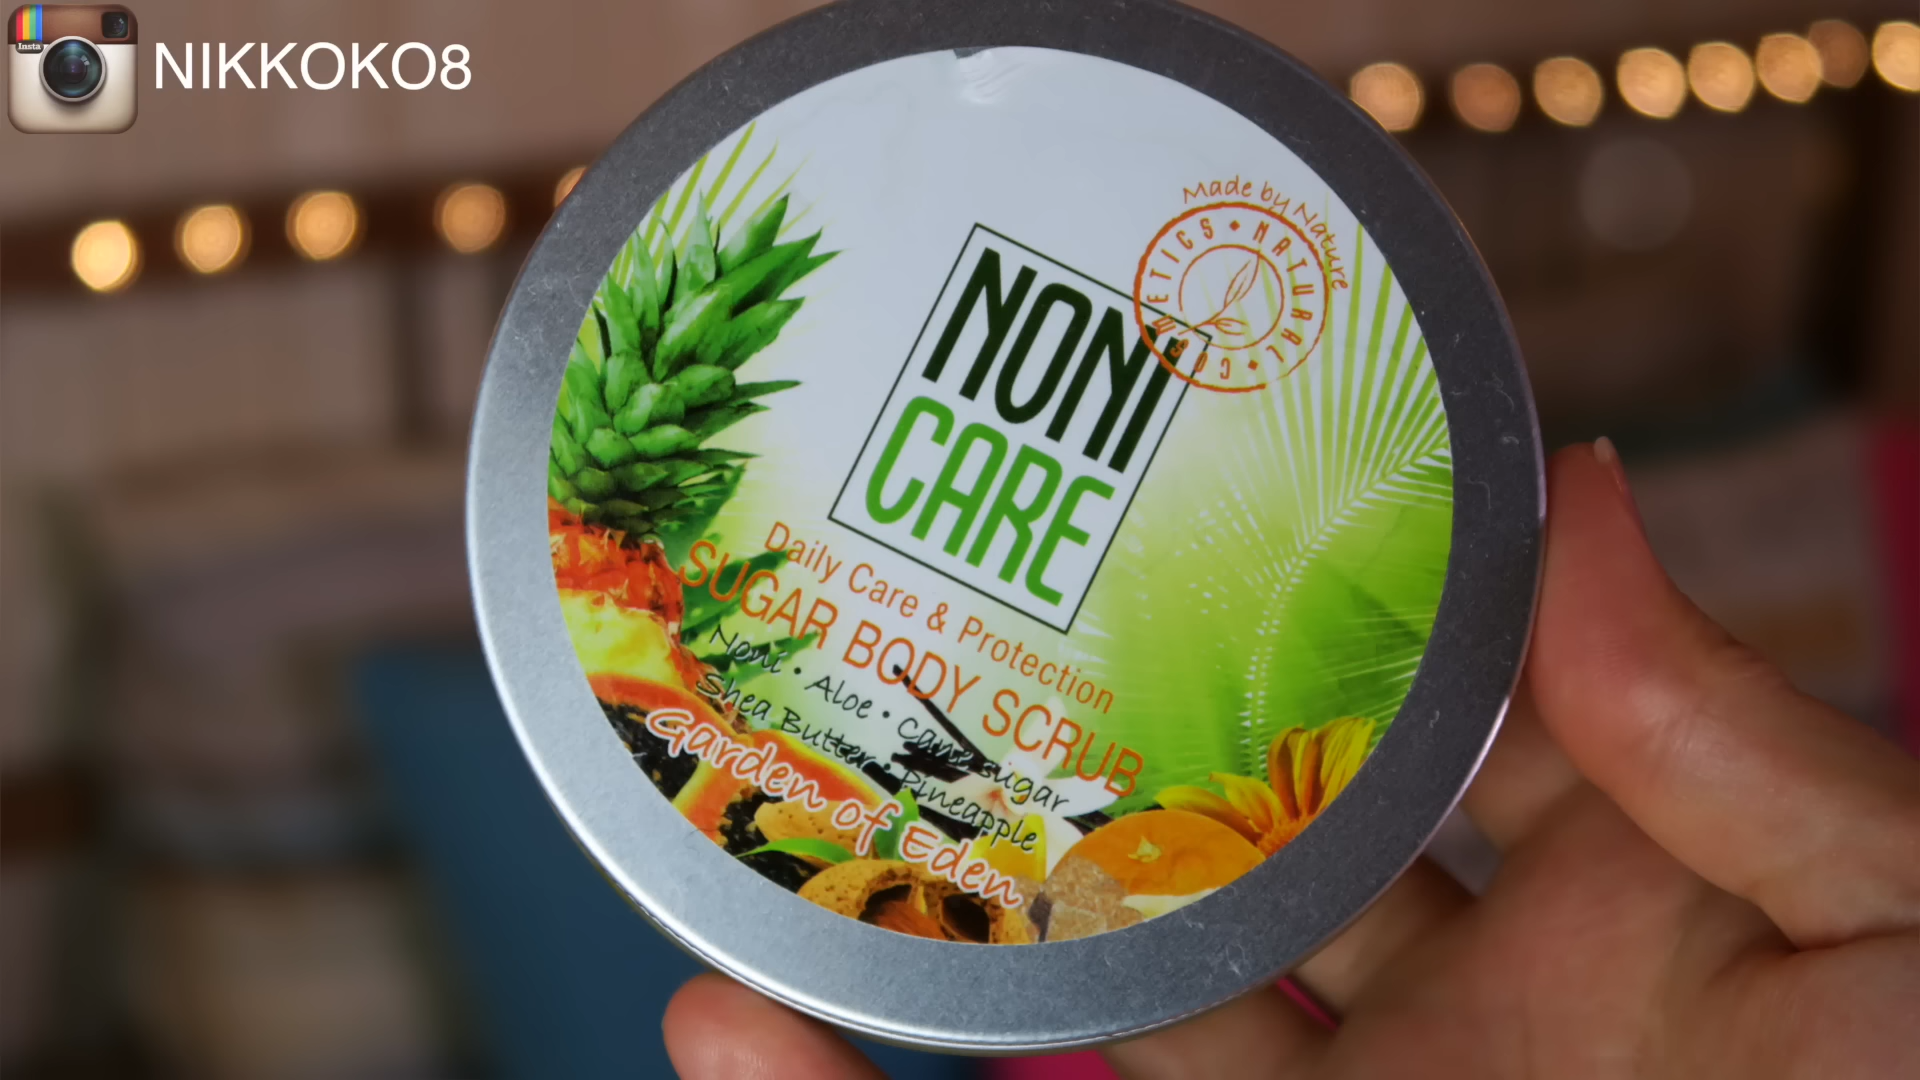 Insta
NIKKOKO8
Made by Nature
NATURAL • COSMETICS •
NONI
CARE
Daily Care & Protection
SUGAR BODY SCRUB
Noni • Aloe • Cane sugar
Shea Butter • Pineapple
Garden of Eden